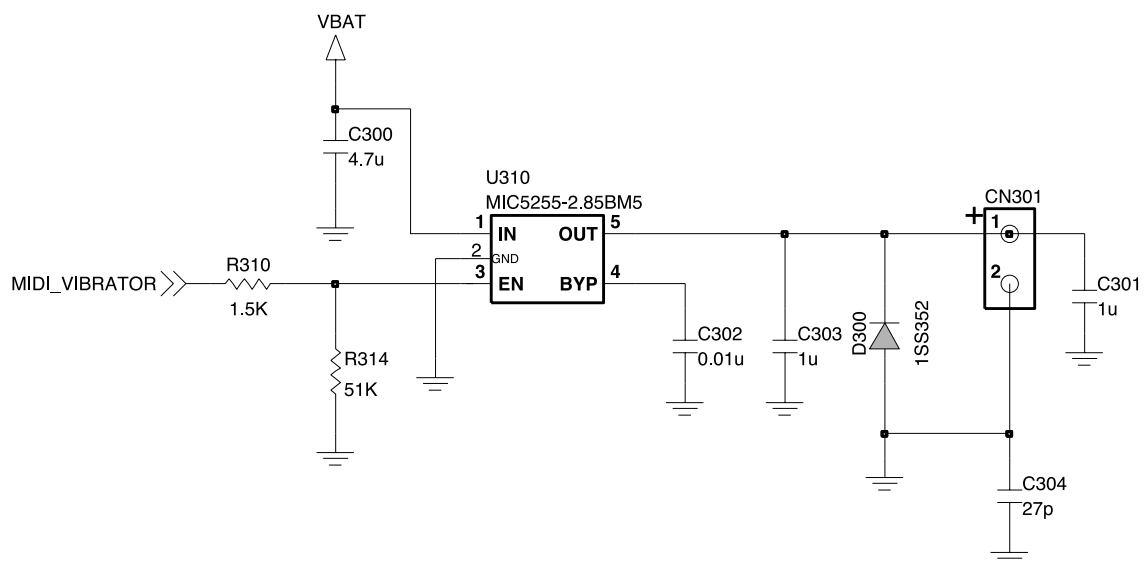 VBAT
C300
4.7u
U310
MIC5255-2.85BM5
1 IN OUT 5
2 GND
3 EN BYP 4
MIDI_VIBRATOR
R310
1.5K
R314
51K
C302
0.01u
C303
1u
D300
1SS352
CN301
+
1
2
C301
1u
C304
27p